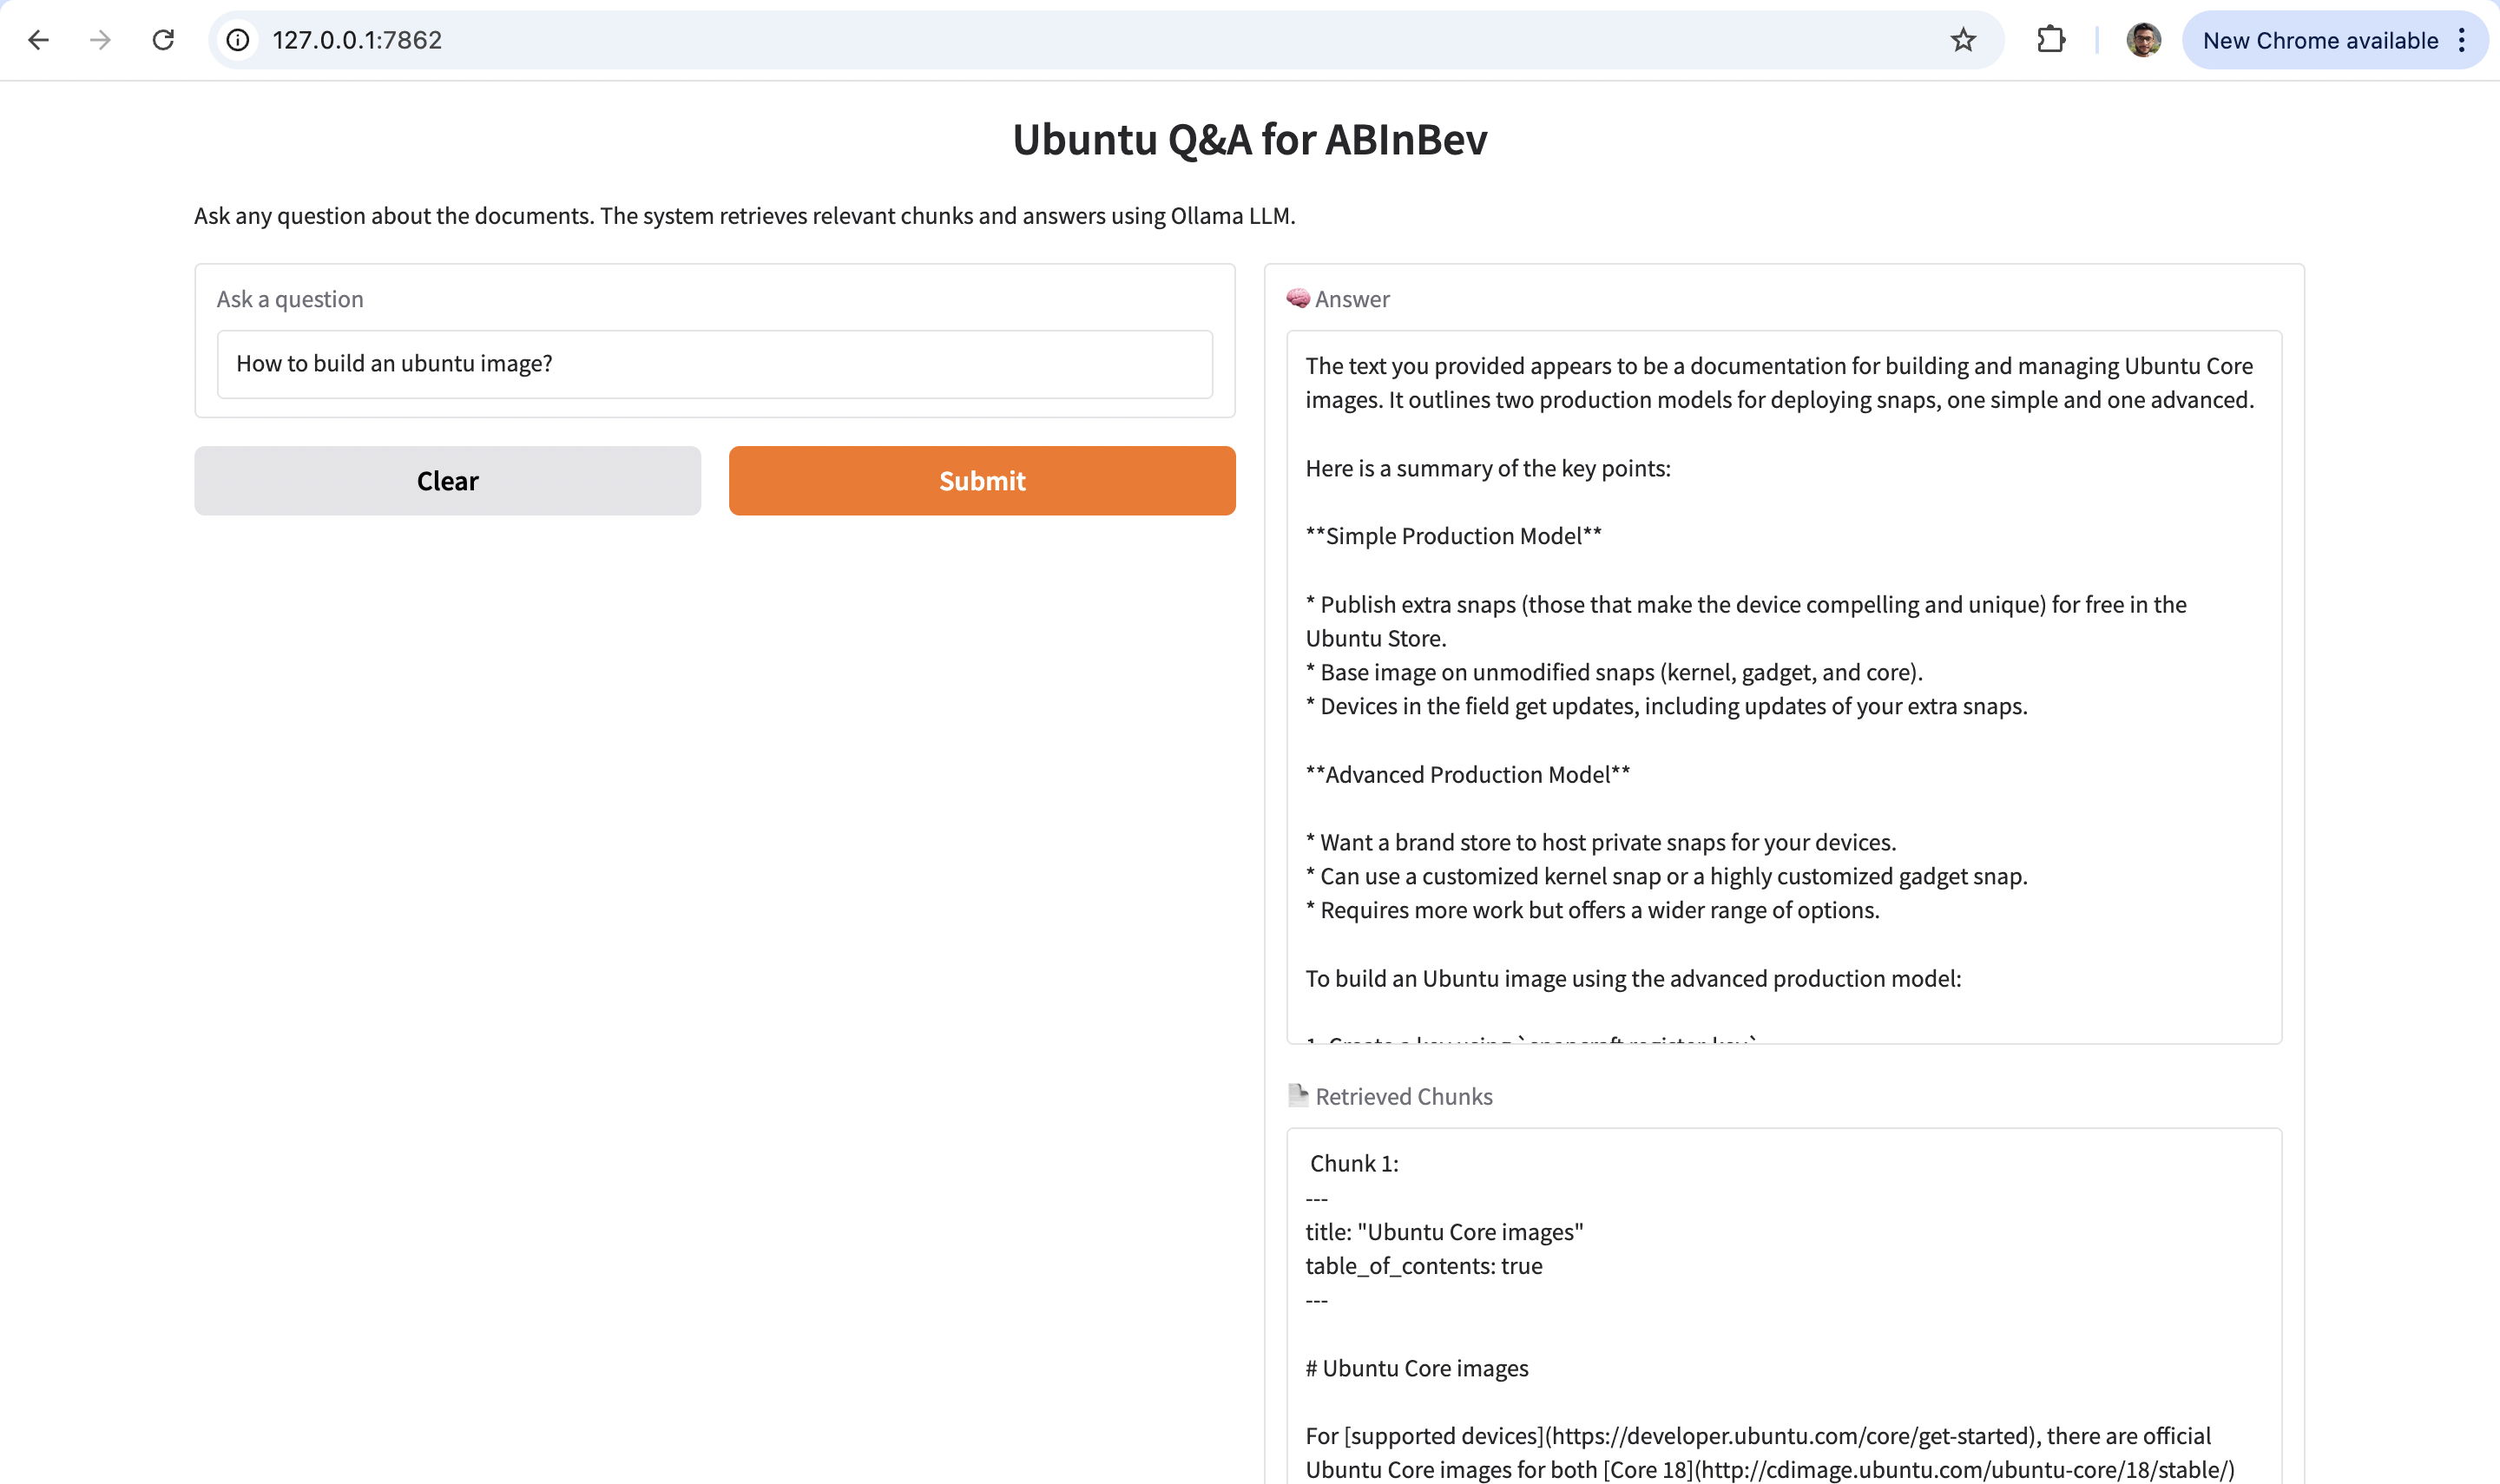 127.0.0.1:7862
New Chrome available
Ubuntu Q&A for ABInBev
Ask any question about the documents. The system retrieves relevant chunks and answers using Ollama LLM.
Ask a question
How to build an ubuntu image?
Clear
Submit
🧠 Answer
The text you provided appears to be a documentation for building and managing Ubuntu Core
images. It outlines two production models for deploying snaps, one simple and one advanced.
Here is a summary of the key points:
**Simple Production Model**
* Publish extra snaps (those that make the device compelling and unique) for free in the
Ubuntu Store.
* Base image on unmodified snaps (kernel, gadget, and core).
* Devices in the field get updates, including updates of your extra snaps.
**Advanced Production Model**
* Want a brand store to host private snaps for your devices.
* Can use a customized kernel snap or a highly customized gadget snap.
* Requires more work but offers a wider range of options.
To build an Ubuntu image using the advanced production model:
1. Create a key using `snapcraft register-key`
📄 Retrieved Chunks
Chunk 1:
---
title: "Ubuntu Core images"
table_of_contents: true
---
# Ubuntu Core images
For [supported devices](https://developer.ubuntu.com/core/get-started), there are official
Ubuntu Core images for both [Core 18](http://cdimage.ubuntu.com/ubuntu-core/18/stable/)